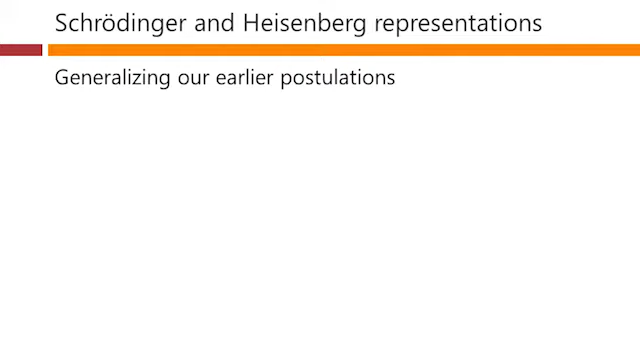 Schrödinger and Heisenberg representations
Generalizing our earlier postulations